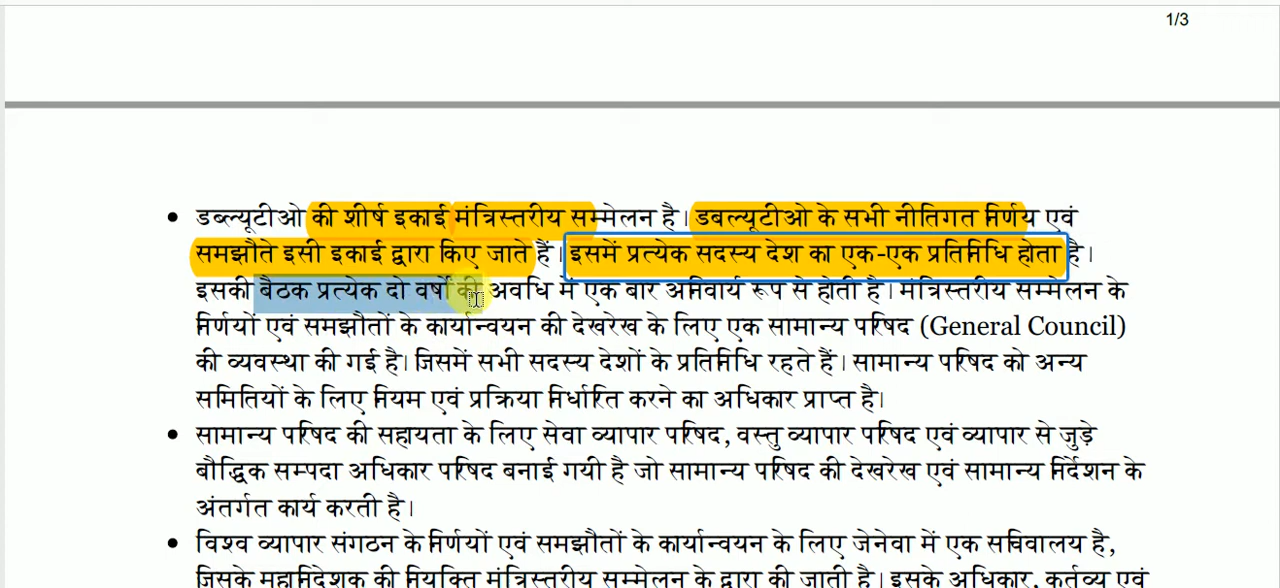 1/3
• डब्ल्यूटीओ की शीर्ष इकाई मंत्रिस्तरीय सम्मेलन है। डबल्यूटीओ के सभी नीतिगत निर्णय एवं
समझौते इसी इकाई द्वारा किए जाते हैं। इसमें प्रत्येक सदस्य देश का एक-एक प्रतिनिधि होता है।
इसकी बैठक प्रत्येक दो वर्षों की अवधि में एक बार अनिवार्य रूप से होती है। मंत्रिस्तरीय सम्मेलन के
निर्णयों एवं समझौतों के कार्यान्वयन की देखरेख के लिए एक सामान्य परिषद (General Council)
की व्यवस्था की गई है। जिसमें सभी सदस्य देशों के प्रतिनिधि रहते हैं। सामान्य परिषद को अन्य
समितियों के लिए नियम एवं प्रक्रिया निर्धारित करने का अधिकार प्राप्त है।
• सामान्य परिषद की सहायता के लिए सेवा व्यापार परिषद, वस्तु व्यापार परिषद एवं व्यापार से जुड़े
बौद्धिक सम्पदा अधिकार परिषद बनाई गयी है जो सामान्य परिषद की देखरेख एवं सामान्य निर्देशन के
अंतर्गत कार्य करती है।
• विश्व व्यापार संगठन के निर्णयों एवं समझौतों के कार्यान्वयन के लिए जेनेवा में एक सचिवालय है,
जिसके महानिदेशक की नियुक्ति मंत्रिस्तरीय सम्मेलन के द्वारा की जाती है। इसके अधिकार, कर्तव्य एवं